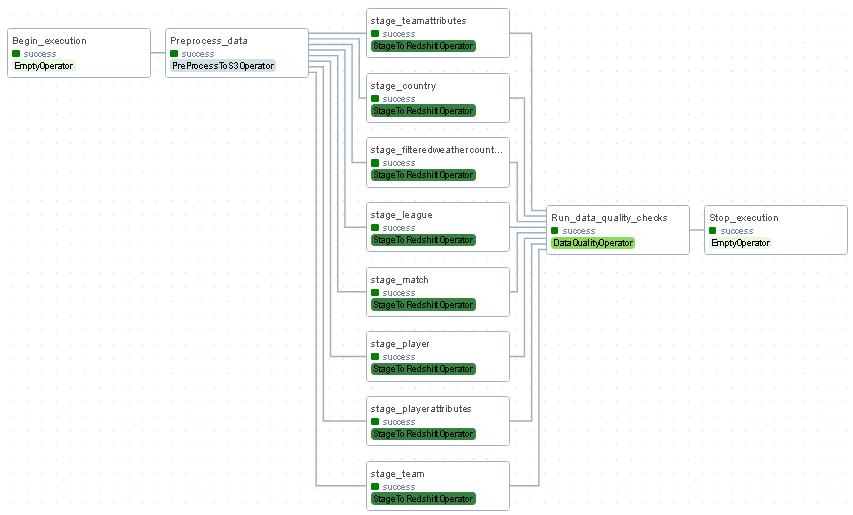 Begin_execution
success
EmptyOperator
Preprocess_data
success
PreProcessToS3Operator
stage_teamattributes
success
StageToRedshiftOperator
stage_country
success
StageToRedshiftOperator
stage_filteredweathercount...
success
StageToRedshiftOperator
stage_league
success
StageToRedshiftOperator
stage_match
success
StageToRedshiftOperator
stage_player
success
StageToRedshiftOperator
stage_playerattributes
success
StageToRedshiftOperator
stage_team
success
StageToRedshiftOperator
Run_data_quality_checks
success
DataQualityOperator
Stop_execution
success
EmptyOperator